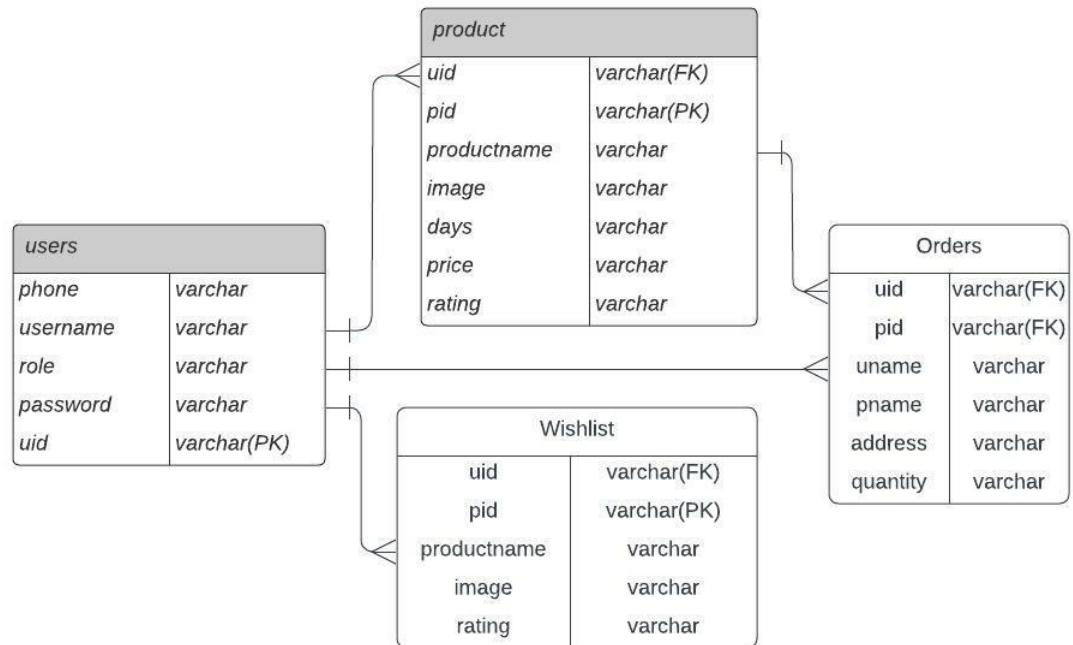 product
uid varchar(FK)
pid varchar(PK)
productname varchar
image varchar
days varchar
price varchar
rating varchar
users
phone varchar
username varchar
role varchar
password varchar
uid varchar(PK)
Orders
uid varchar(FK)
pid varchar(FK)
uname varchar
pname varchar
address varchar
quantity varchar
Wishlist
uid varchar(FK)
pid varchar(PK)
productname varchar
image varchar
rating varchar